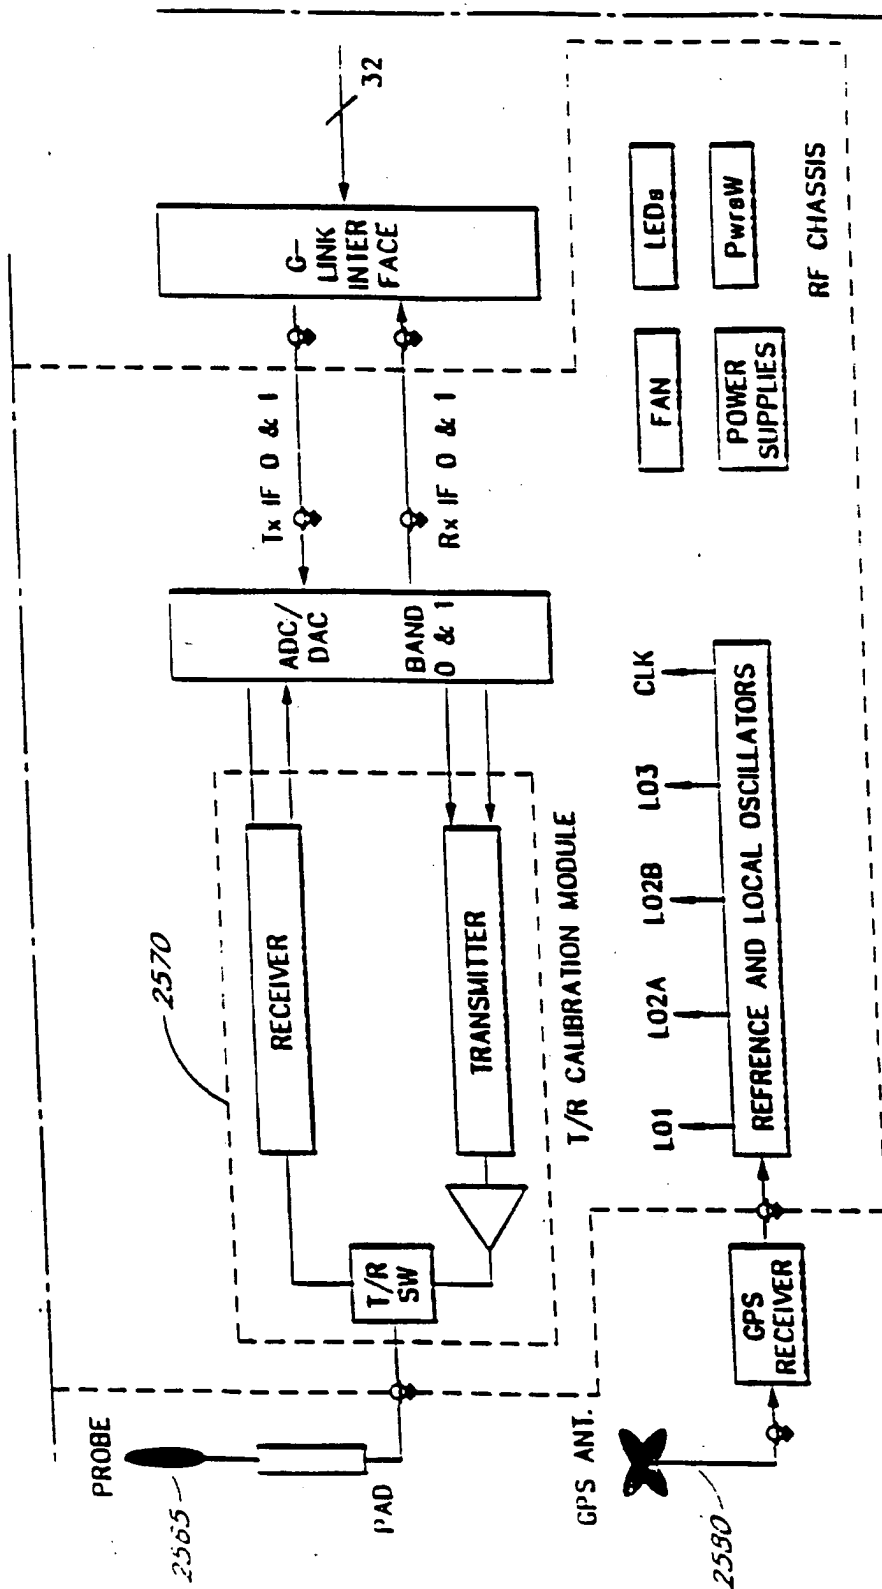 PROBE
2565
PAD
2570
T/R
SW
RECEIVER
TRANSMITTER
T/R CALIBRATION MODULE
ADC/
DAC
BAND
0 & 1
Tx IF 0 & 1
Rx IF 0 & 1
G-
LINK
INTER
FACE
32
GPS ANT.
2580
GPS
RECEIVER
LO1
LO2A
LO2B
LO3
CLK
REFRENCE AND LOCAL OSCILLATORS
FAN
LEDs
POWER
SUPPLIES
PwrsW
RF CHASSIS